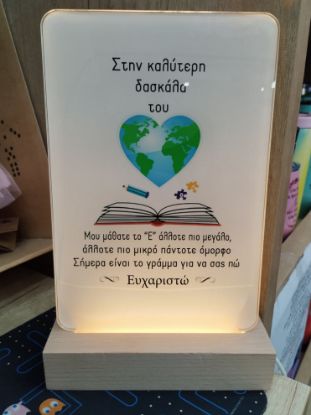 Στην καλύτερη
δασκάλα
του
Μου μάθατε το "Ε" άλλοτε πιο μεγάλο,
άλλοτε πιο μικρό πάντοτε όμορφο
Σήμερα είναι το γράμμα για να σας πώ
Ευχαριστώ